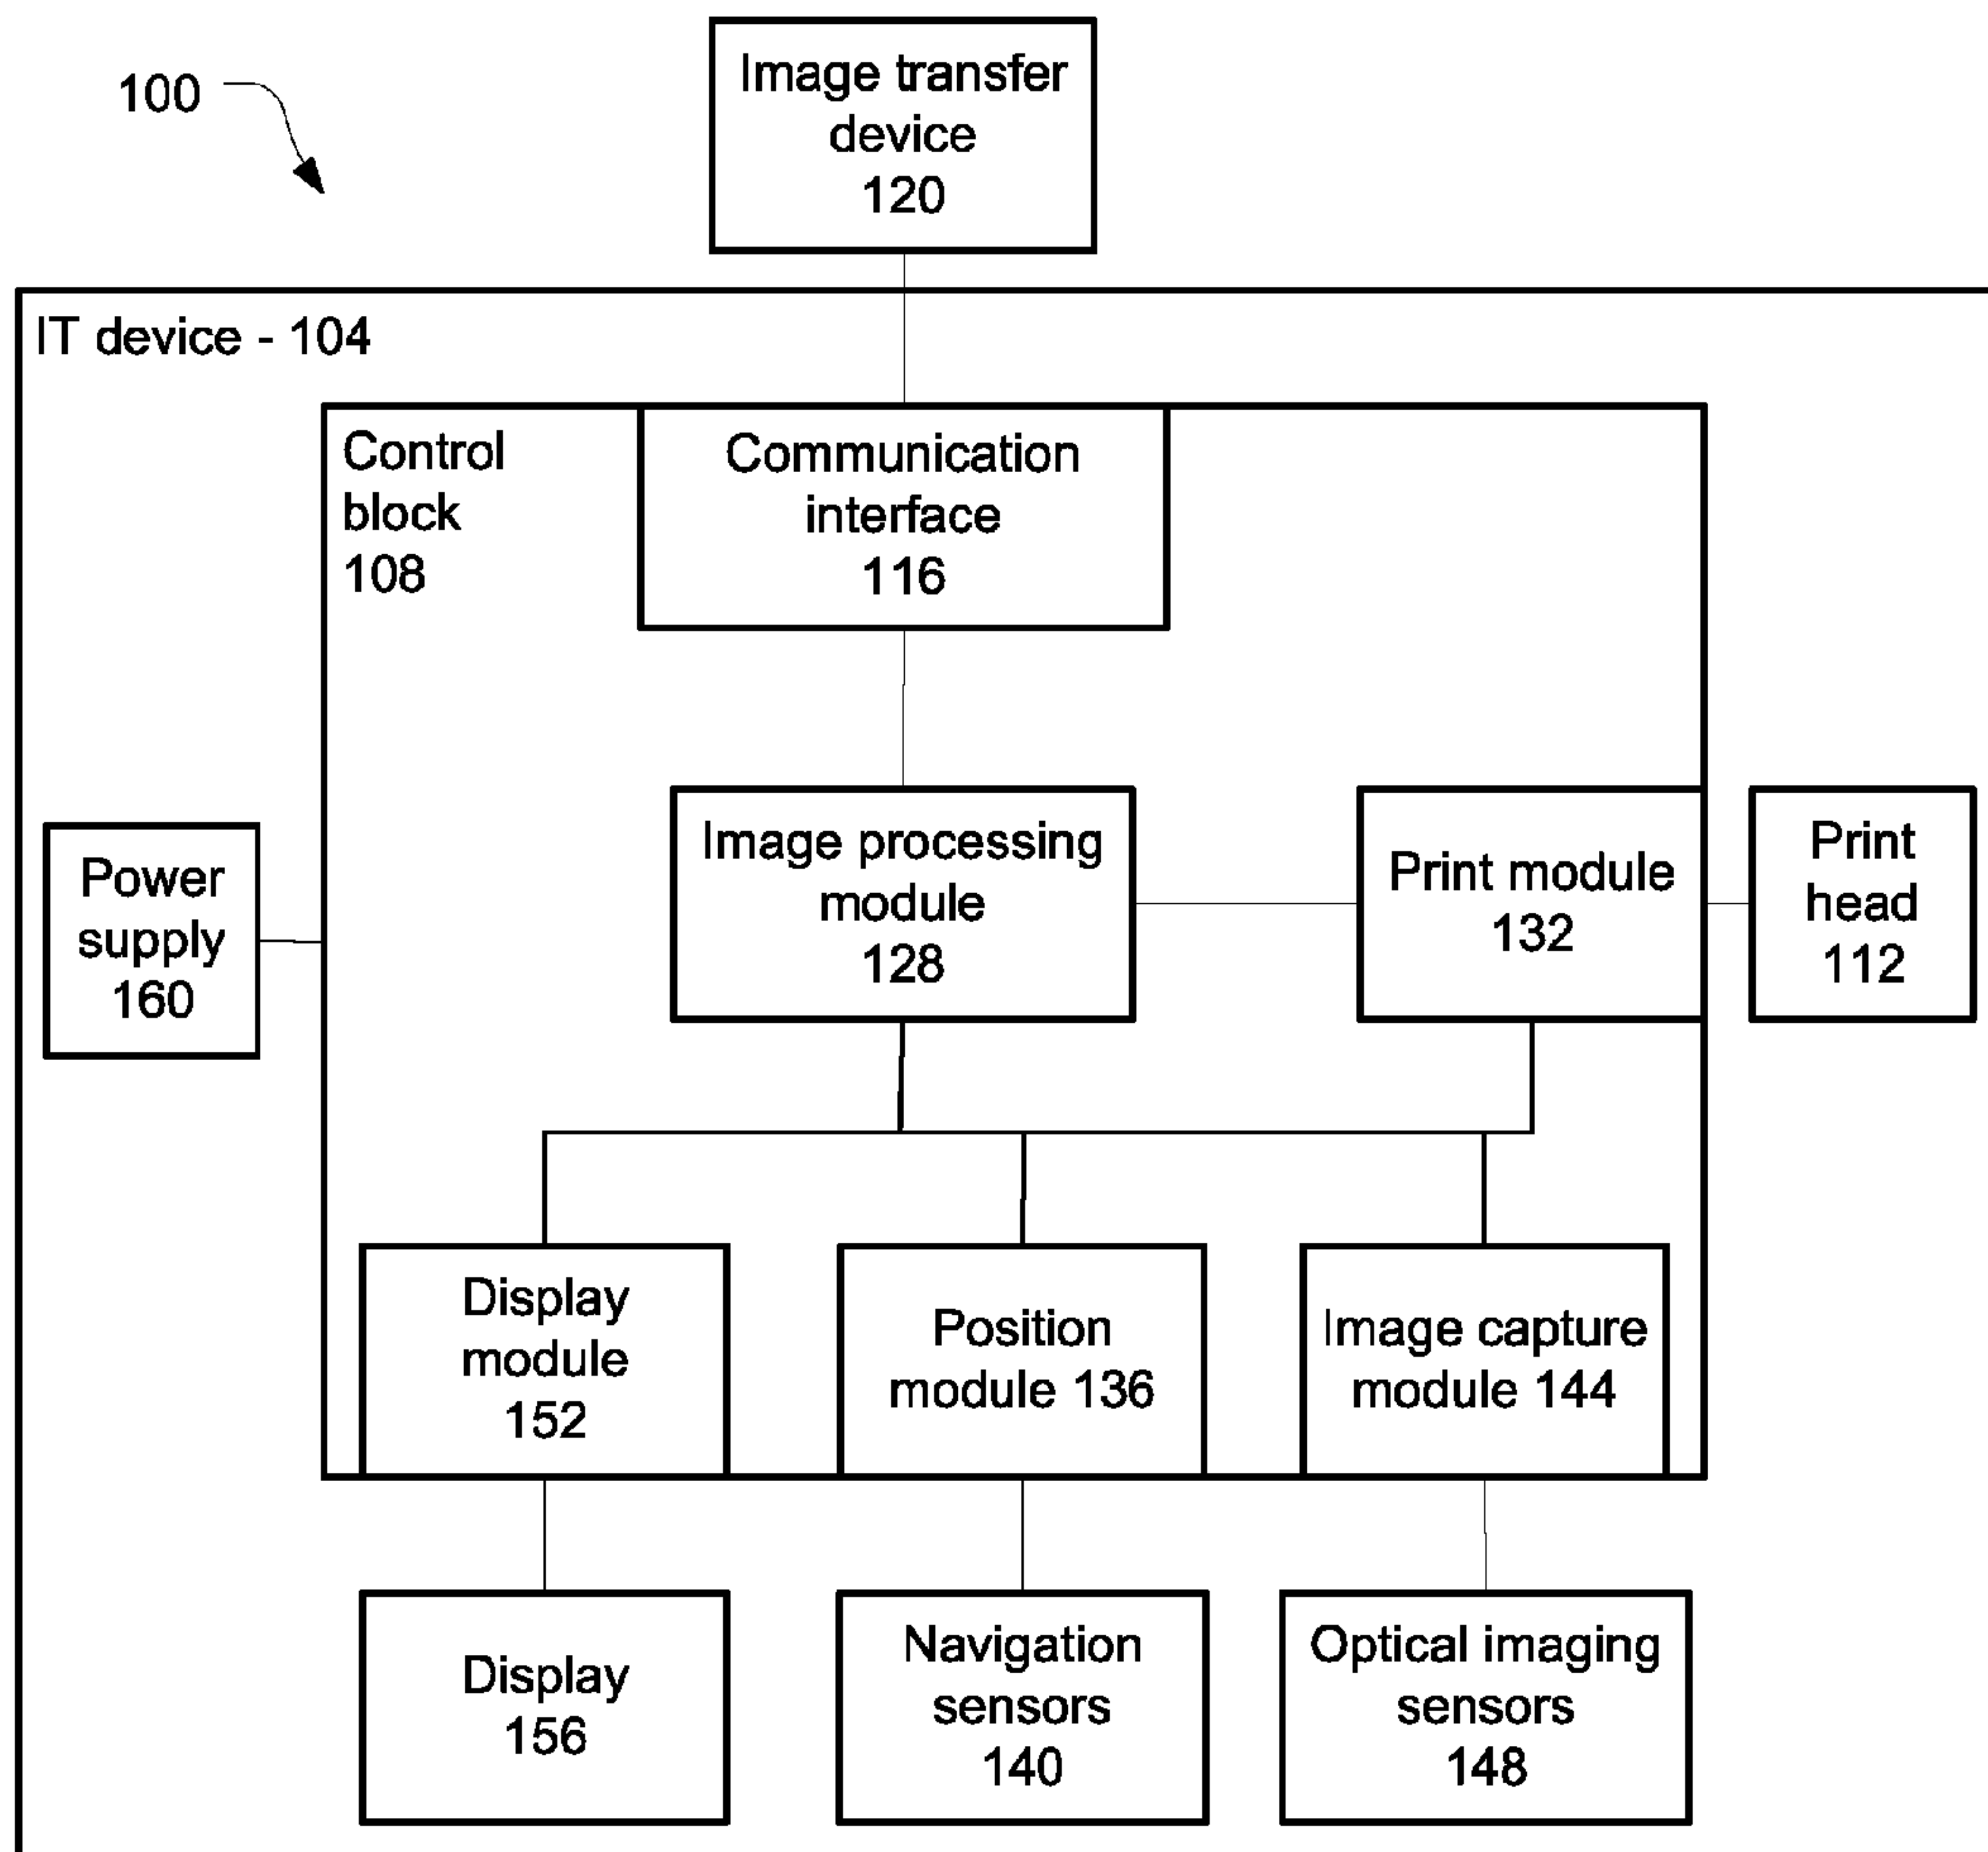 100
Image transfer
device
120
IT device - 104
Control
block
108
Communication
interface
116
Image processing
module
128
Print module
132
Print
head
112
Power
supply
160
Display
module
152
Position
module 136
Image capture
module 144
Display
156
Navigation
sensors
140
Optical imaging
sensors
148